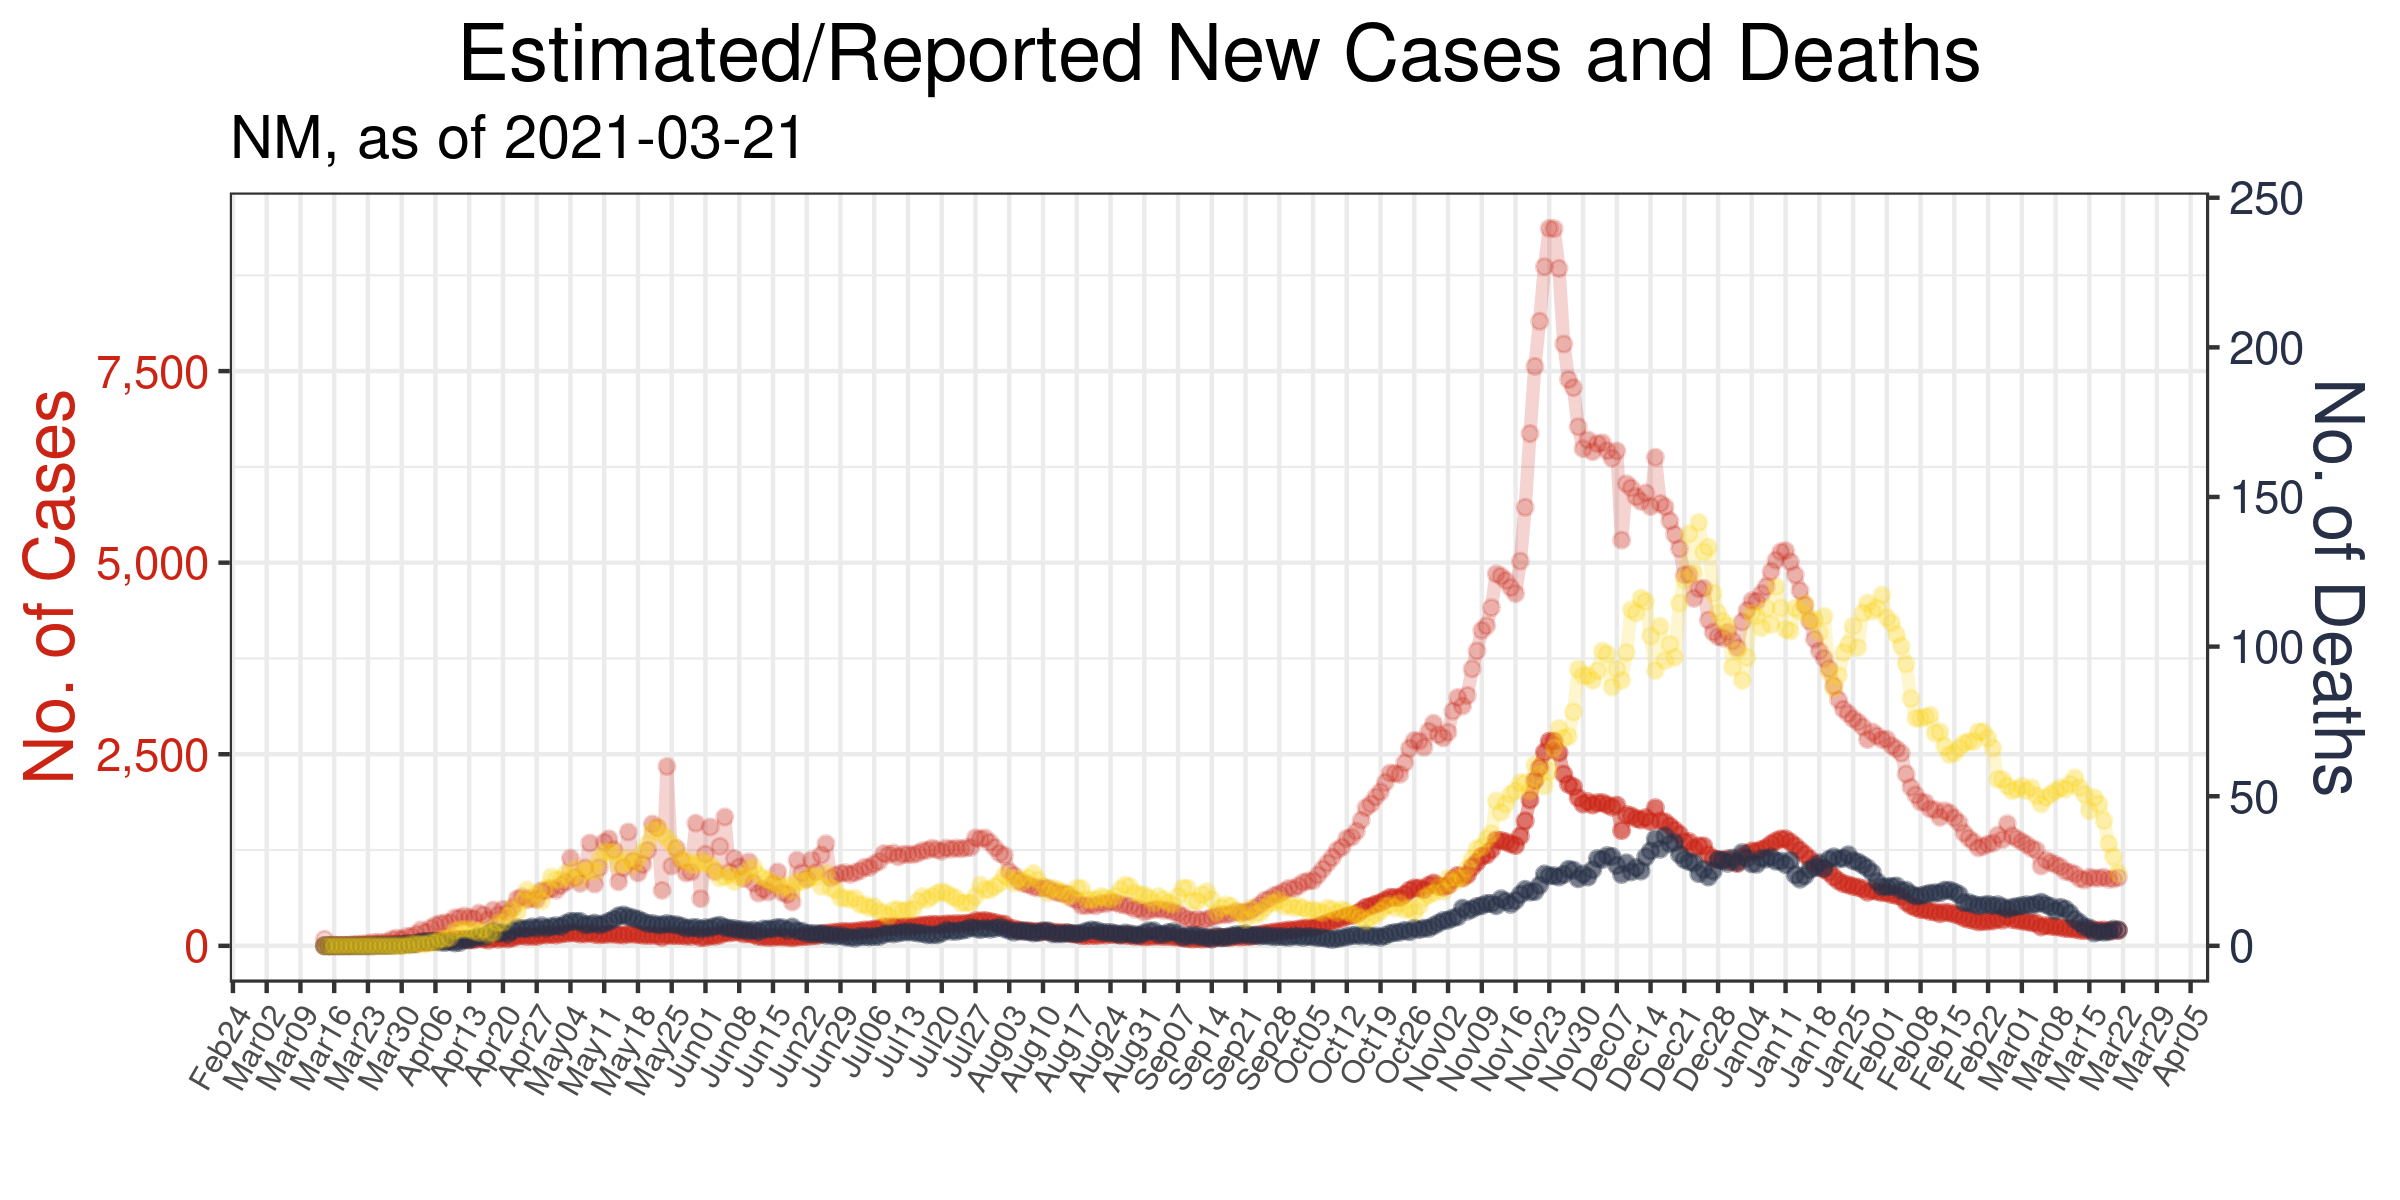 Estimated/Reported New Cases and Deaths
NM, as of 2021-03-21
No. of Cases
7,500
5,000
2,500
0
250
200
150
100
50
0
No. of Deaths
Feb24
Mar02
Mar09
Mar16
Mar23
Mar30
Apr06
Apr13
Apr20
Apr27
May04
May11
May18
May25
Jun01
Jun08
Jun15
Jun22
Jun29
Jul06
Jul13
Jul20
Jul27
Aug03
Aug10
Aug17
Aug24
Aug31
Sep07
Sep14
Sep21
Sep28
Oct05
Oct12
Oct19
Oct26
Nov02
Nov09
Nov16
Nov23
Nov30
Dec07
Dec14
Dec21
Dec28
Jan04
Jan11
Jan18
Jan25
Feb01
Feb08
Feb15
Feb22
Mar01
Mar08
Mar15
Mar22
Mar29
Apr05